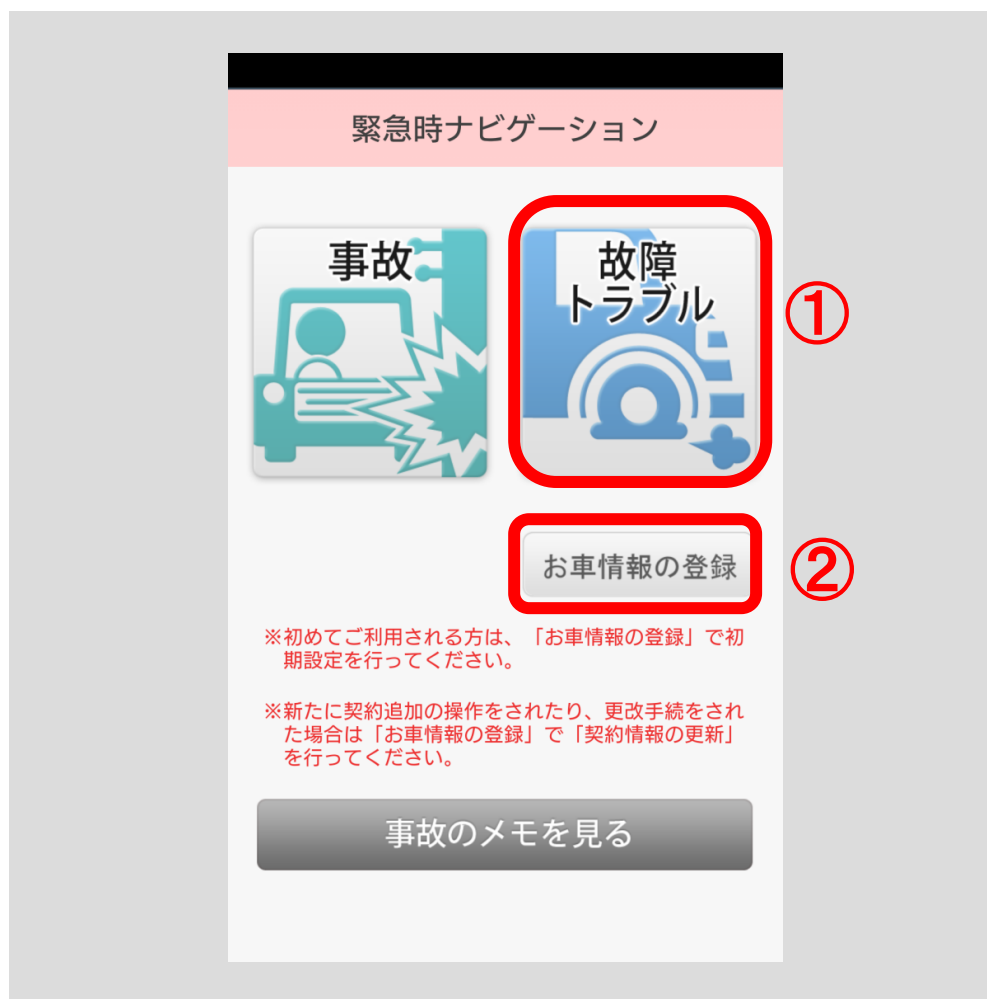 緊急時ナビゲーション
事故
故障
トラブル
①
お車情報の登録
②
※初めてご利用される方は、「お車情報の登録」で初
期設定を行ってください。
※新たに契約追加の操作をされたり、更改手続をされ
た場合は「お車情報の登録」で「契約情報の更新」
を行ってください。
事故のメモを見る